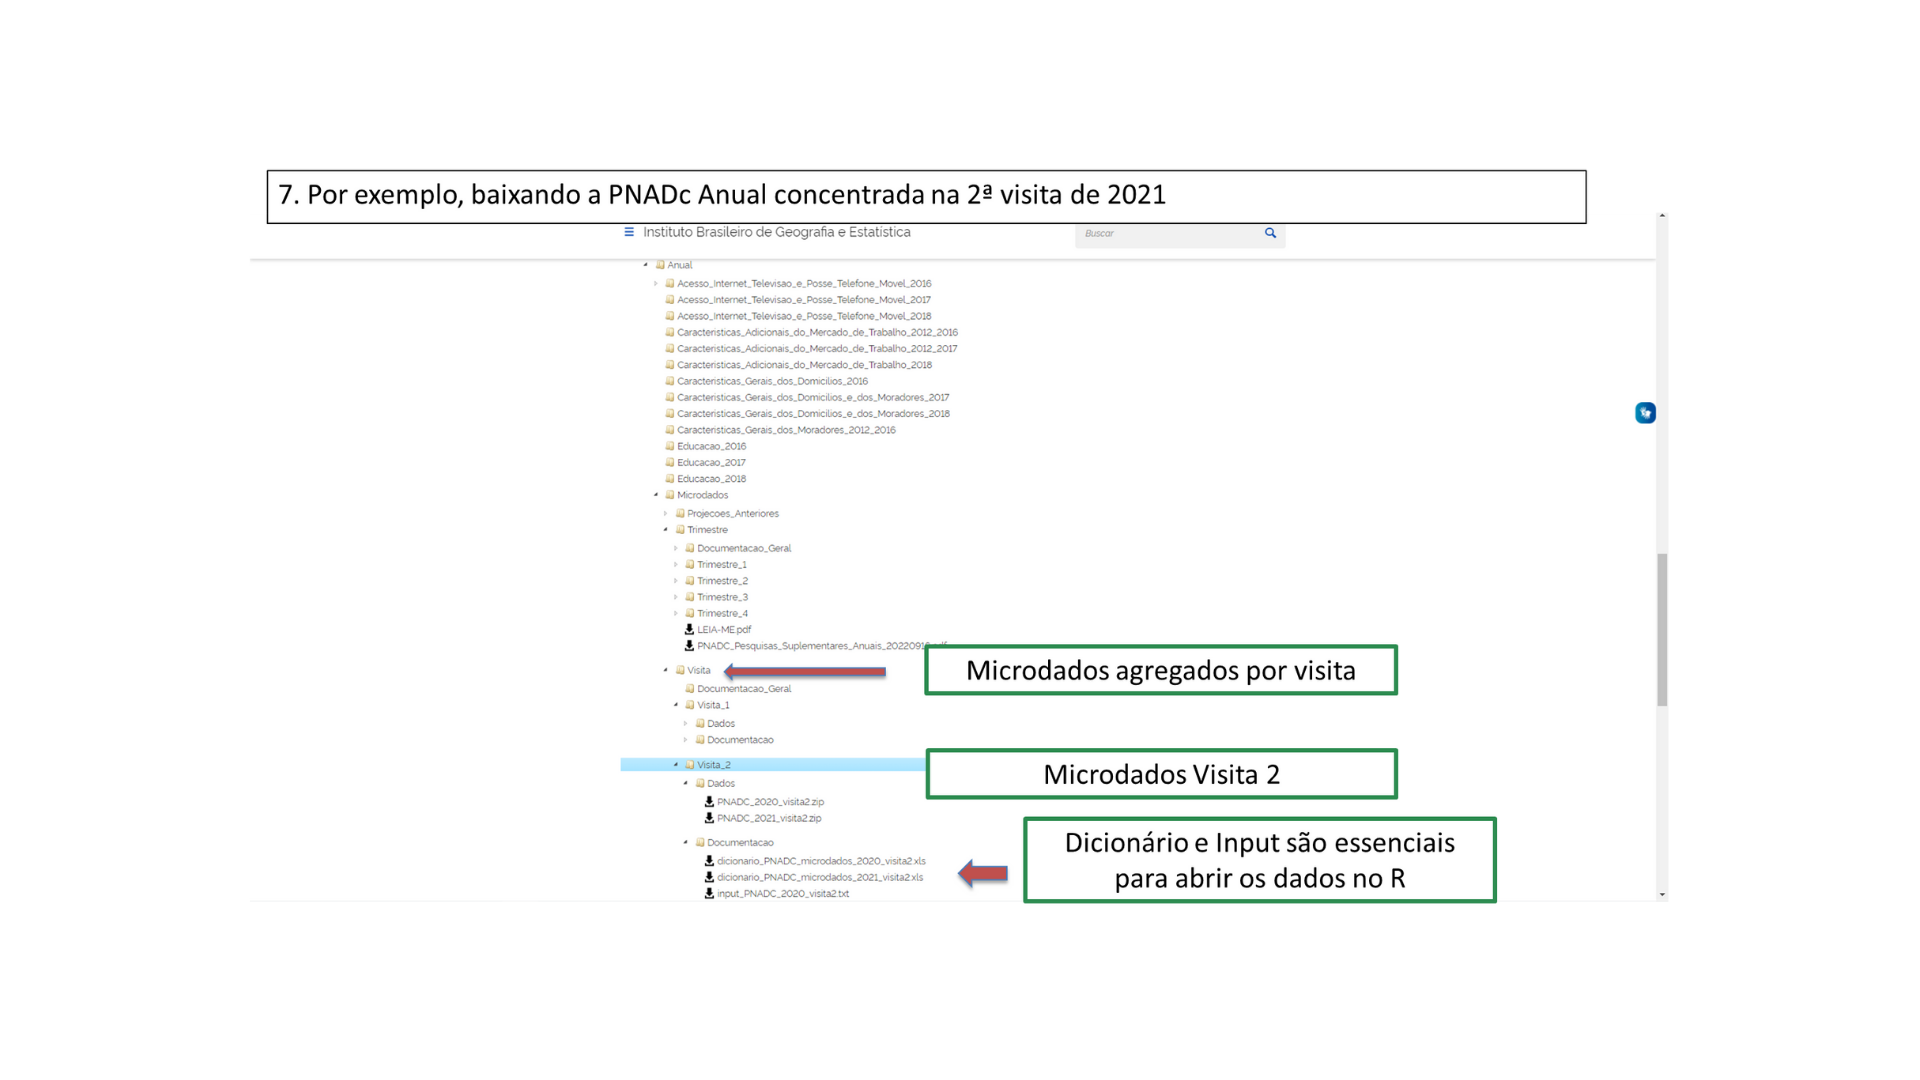 7. Por exemplo, baixando a PNADc Anual concentrada na 2ª visita de 2021
Instituto Brasileiro de Geografia e Estatística
Buscar
Anual
Acesso_Internet_Televisao_e_Posse_Telefone_Movel_2016
Acesso_Internet_Televisao_e_Posse_Telefone_Movel_2017
Acesso_Internet_Televisao_e_Posse_Telefone_Movel_2018
Caracteristicas_Adicionais_do_Mercado_de_Trabalho_2012_2016
Caracteristicas_Adicionais_do_Mercado_de_Trabalho_2012_2017
Caracteristicas_Adicionais_do_Mercado_de_Trabalho_2018
Caracteristicas_Gerais_dos_Domicilios_2016
Caracteristicas_Gerais_dos_Domicilios_e_dos_Moradores_2017
Caracteristicas_Gerais_dos_Domicilios_e_dos_Moradores_2018
Caracteristicas_Gerais_dos_Moradores_2012_2016
Educacao_2016
Educacao_2017
Educacao_2018
Microdados
Projecoes_Anteriores
Trimestre
Documentacao_Geral
Trimestre_1
Trimestre_2
Trimestre_3
Trimestre_4
LEIA-ME.pdf
PNADC_Pesquisas_Suplementares_Anuais_2022091
Visita
Microdados agregados por visita
Documentacao_Geral
Visita_1
Dados
Documentacao
Visita_2
Microdados Visita 2
Dados
PNADC_2020_visita2.zip
PNADC_2021_visita2.zip
Documentacao
dicionario_PNADC_microdados_2020_visita2.xls
dicionario_PNADC_microdados_2021_visita2.xls
input_PNADC_2020_visita2.txt
Dicionário e Input são essenciais
para abrir os dados no R